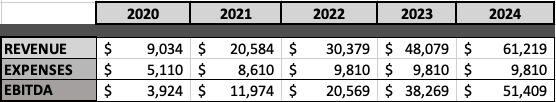 2020 2021 2022 2023 2024
REVENUE $ 9,034 $ 20,584 $ 30,379 $ 48,079 $ 61,219
EXPENSES $ 5,110 $ 8,610 $ 9,810 $ 9,810 $ 9,810
EBITDA $ 3,924 $ 11,974 $ 20,569 $ 38,269 $ 51,409